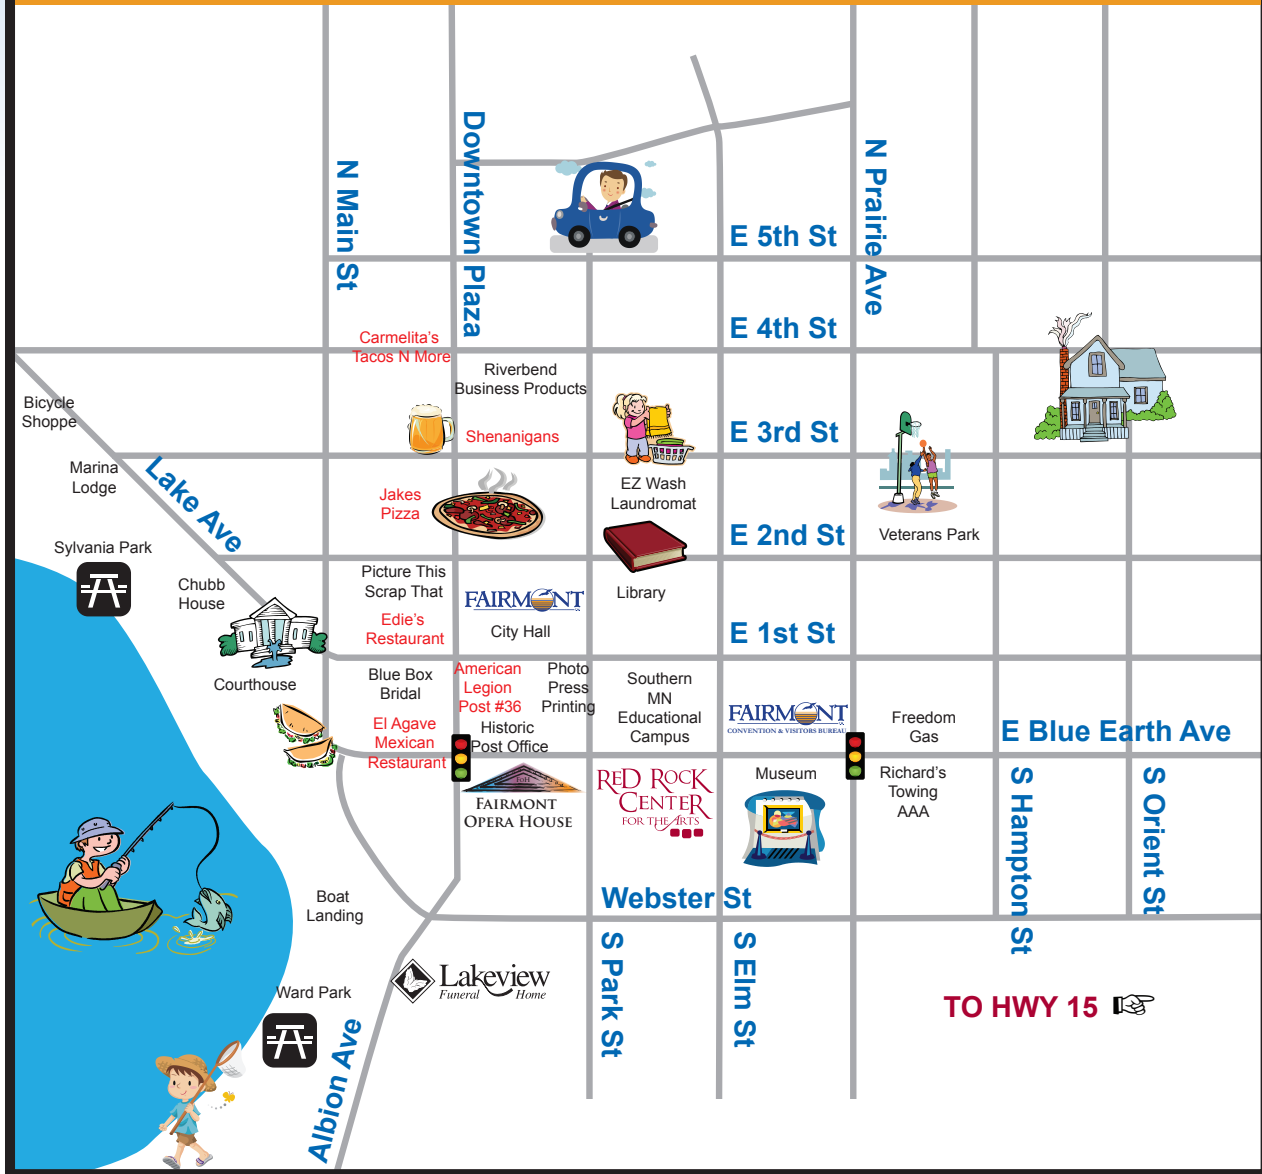 Downtown Plaza
N Main St
N Prairie Ave
E 5th St
E 4th St
Carmelita's
Tacos N More
Riverbend
Business Products
Bicycle
Shoppe
Shenanigans
E 3rd St
Marina
Lodge
Lake Ave
Jakes
Pizza
EZ Wash
Laundromat
E 2nd St
Veterans Park
Sylvania Park
Chubb
House
Picture This
Scrap That
FAIRMONT
City Hall
Library
Edie's
Restaurant
E 1st St
Courthouse
Blue Box
Bridal
American
Legion
Post #36
Photo
Press
Printing
Southern
MN
Educational
Campus
FAIRMONT
CONVENTION & VISITORS BUREAU
Freedom
Gas
E Blue Earth Ave
El Agave
Mexican
Restaurant
Historic
Post Office
FOH
FAIRMONT
OPERA HOUSE
RED ROCK
CENTER
FOR THE ARTS
Museum
Richard's
Towing
AAA
S Hampton St
S Orient St
Boat
Landing
Webster St
S Park St
S Elm St
Lakeview
Funeral Home
Ward Park
TO HWY 15
Albion Ave